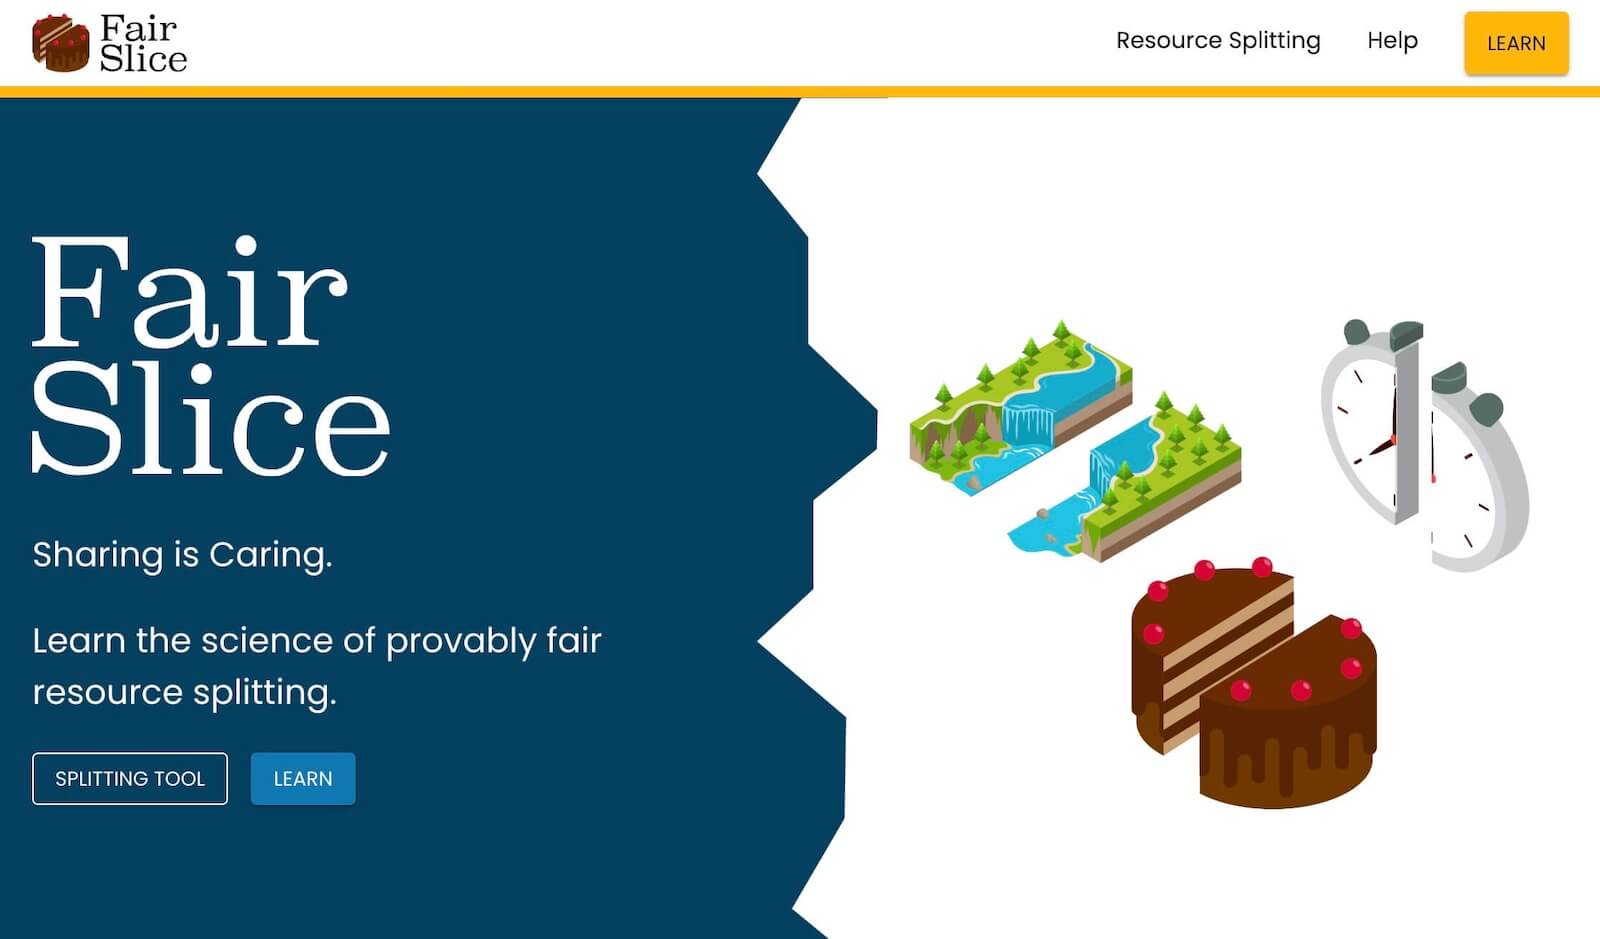 Fair
Slice
Resource Splitting
Help
LEARN
Fair
Slice
Sharing is Caring.
Learn the science of provably fair
resource splitting.
SPLITTING TOOL
LEARN